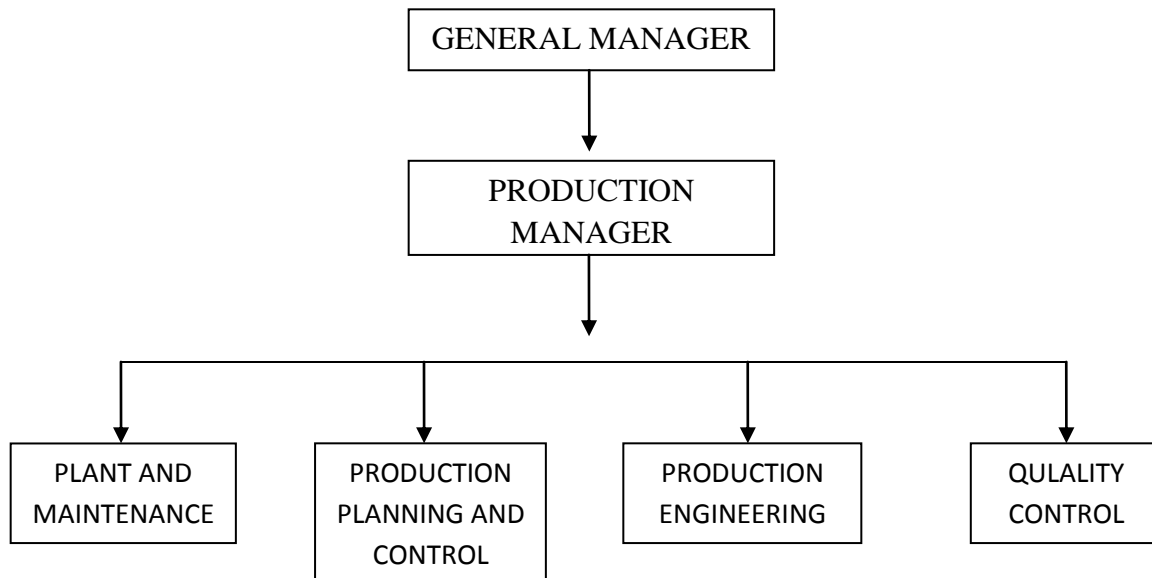 GENERAL MANAGER
PRODUCTION
MANAGER
PLANT AND
MAINTENANCE
PRODUCTION
PLANNING AND
CONTROL
PRODUCTION
ENGINEERING
QULALITY
CONTROL